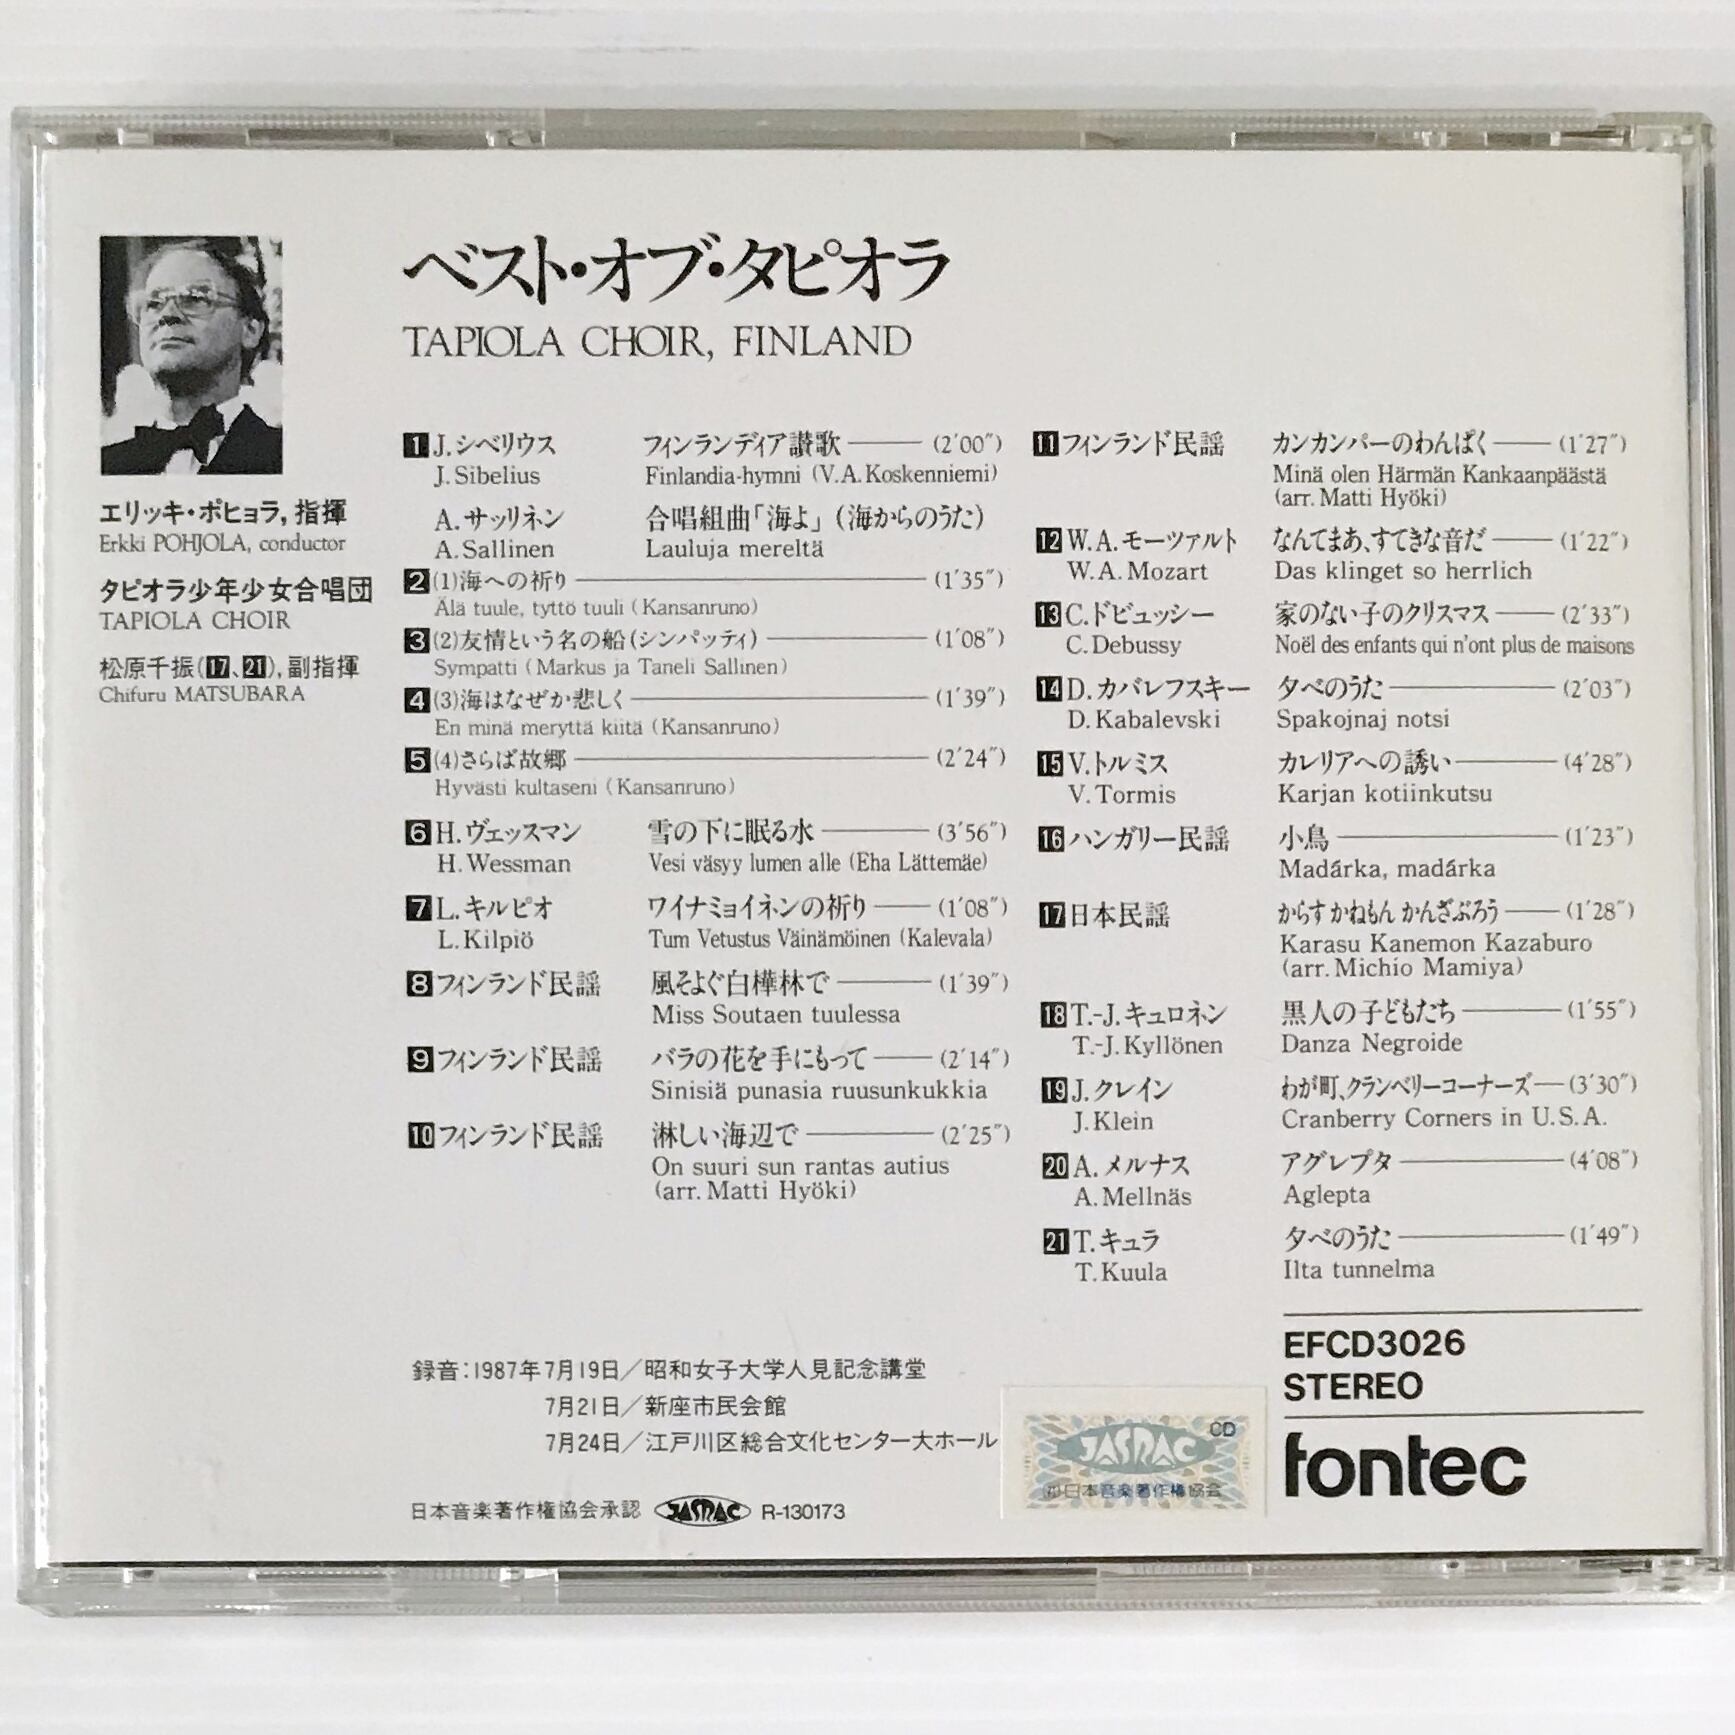 ベスト・オブ・タピオラ
TAPIOLA CHOIR, FINLAND
エリッキ・ポヒョラ, 指揮
Erkki POHJOLA, conductor
タピオラ少年少女合唱団
TAPIOLA CHOIR
松原千振(17、21), 副指揮
Chifuru MATSUBARA
1 J.シベリウス フィンランディア讃歌 (2'00")
J.Sibelius Finlandia-hymni (V.A.Koskenniemi)
A.サッリネン 合唱組曲「海よ」(海からのうた)
A.Sallinen Lauluja mereltä
2 (1)海への祈り (1'35")
Älä tuule, tyttö tuuli (Kansanruno)
3 (2)友情という名の船(シンパッティ) (1'08")
Sympatti (Markus ja Taneli Sallinen)
4 (3)海はなぜか悲しく (1'39")
En minä meryttä kiitä (Kansanruno)
5 (4)さらば故郷 (2'24")
Hyvästi kultaseni (Kansanruno)
6 H.ヴェッスマン 雪の下に眠る水 (3'56")
H.Wessman Vesi väsyy lumen alle (Eha Lättemäe)
7 L.キルピオ ワイナミョイネンの祈り (1'08")
L.Kilpiö Tum Vetustus Väinämöinen (Kalevala)
8 フィンランド民謡 風そよぐ白樺林で (1'39")
Miss Soutaen tuulessa
9 フィンランド民謡 バラの花を手にもって (2'14")
Sinisiä punasia ruusunkukkia
10 フィンランド民謡 淋しい海辺で (2'25")
On suuri sun rantas autius
(arr. Matti Hyöki)
11 フィンランド民謡 カンカンパーのわんぱく (1'27")
Minä olen Härmän Kankaanpäästä
(arr. Matti Hyöki)
12 W.A.モーツァルト なんてまあ、すてきな音だ (1'22")
W.A.Mozart Das klinget so herrlich
13 C.ドビュッシー 家のない子のクリスマス (2'33")
C.Debussy Noël des enfants qui n'ont plus de maisons
14 D.カバレフスキー 夕べのうた (2'03")
D.Kabalevski Spakojnaj notsi
15 V.トルミス カレリアへの誘い (4'28")
V.Tormis Karjan kotiinkutsu
16 ハンガリー民謡 小鳥 (1'23")
Madárka, madárka
17 日本民謡 からす かねもん かんざぶろう (1'28")
Karasu Kanemon Kazaburo
(arr. Michio Mamiya)
18 T.-J.キュロネン 黒人の子どもたち (1'55")
T.-J.Kyllönen Danza Negroide
19 J.クレイン わが町、クランベリーコーナーズ (3'30")
J.Klein Cranberry Corners in U.S.A.
20 A.メルナス アグレプタ (4'08")
A.Mellnäs Aglepta
21 T.キュラ 夕べのうた (1'49")
T.Kuula Ilta tunnelma
録音:1987年7月19日／昭和女子大学人見記念講堂
7月21日／新座市民会館
7月24日／江戸川区総合文化センター大ホール
日本音楽著作権協会承認 JASRAC R-130173
CD
JASRAC
(社)日本音楽著作権協会
EFCD3026
STEREO
fontec